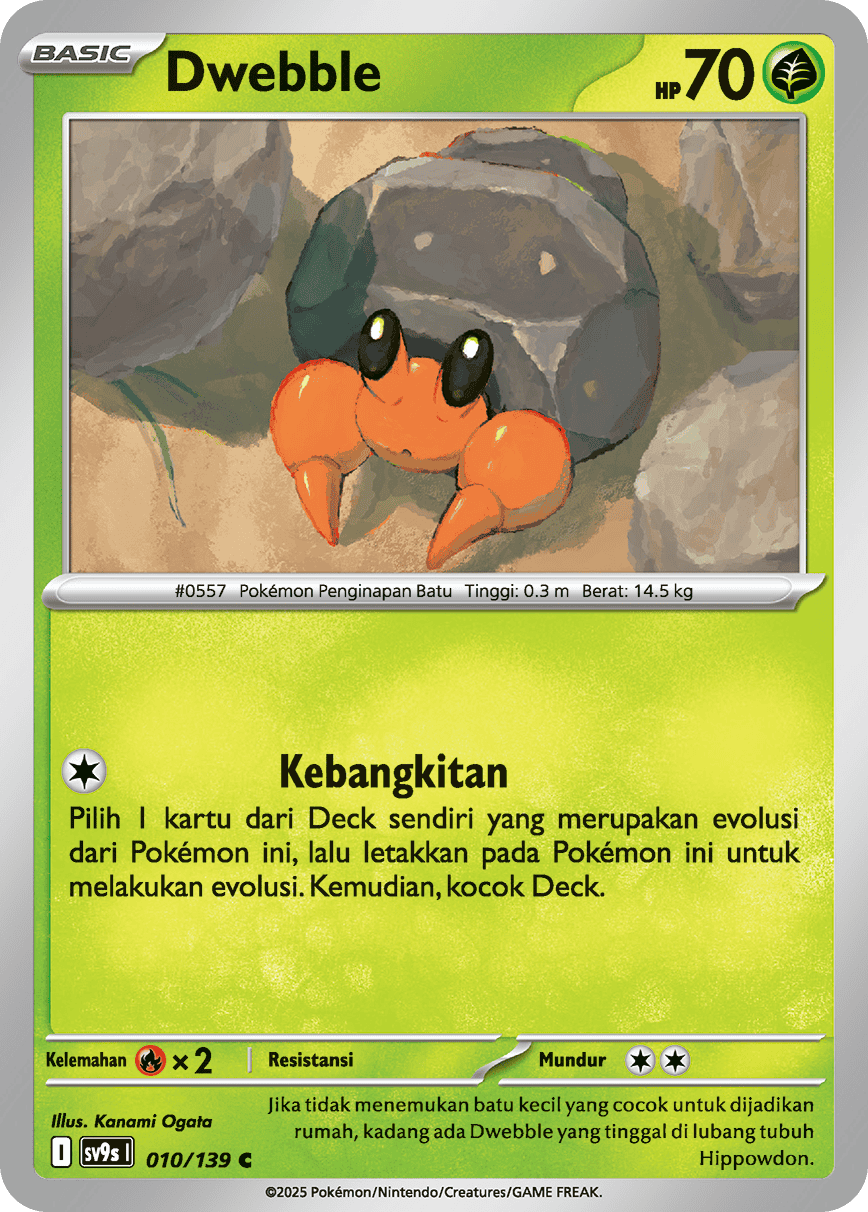 BASIC
Dwebble
HP 70
#0557 Pokémon Penginapan Batu Tinggi: 0.3 m Berat: 14.5 kg
Kebangkitan
Pilih 1 kartu dari Deck sendiri yang merupakan evolusi
dari Pokémon ini, lalu letakkan pada Pokémon ini untuk
melakukan evolusi. Kemudian, kocok Deck.
Kelemahan ×2 Resistansi Mundur
Illus. Kanami Ogata
Jika tidak menemukan batu kecil yang cocok untuk dijadikan
rumah, kadang ada Dwebble yang tinggal di lubang tubuh
Hippowdon.
I sv9s I 010/139 C
©2025 Pokémon/Nintendo/Creatures/GAME FREAK.